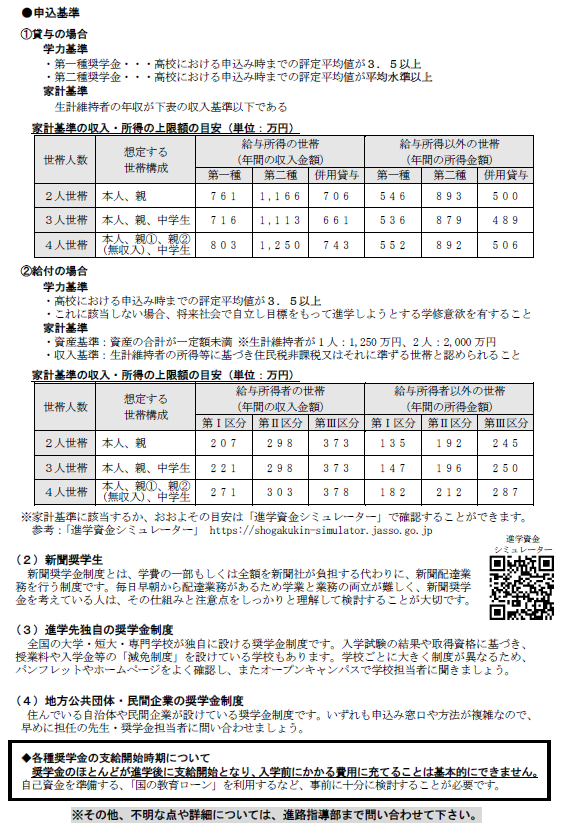 ●申込基準
①貸与の場合
学力基準
・第一種奨学金・・・高校における申込み時までの評定平均値が３．５以上
・第二種奨学金・・・高校における申込み時までの評定平均値が平均水準以上
家計基準
生計維持者の年収が下表の収入基準以下である
家計基準の収入・所得の上限額の目安（単位：万円）
世帯人数 想定する世帯構成 給与所得の世帯（年間の収入金額） 給与所得以外の世帯（年間の所得金額）
第一種 第二種 併用貸与 第一種 第二種 併用貸与
２人世帯 本人、親 761 1,166 706 546 893 500
３人世帯 本人、親、中学生 716 1,113 661 536 879 489
４人世帯 本人、親①、親②（無収入）、中学生 803 1,250 743 552 892 506
②給付の場合
学力基準
・高校における申込み時までの評定平均値が３．５以上
・これに該当しない場合、将来社会で自立し目標をもって進学しようとする学修意欲を有すること
家計基準
・資産基準：資産の合計が一定額未満 ※生計維持者が１人：1,250万円、２人：2,000万円
・収入基準：生計維持者の所得等に基づき住民税非課税又はそれに準ずる世帯と認められること
家計基準の収入・所得の上限額の目安（単位：万円）
世帯人数 想定する世帯構成 給与所得者の世帯（年間の収入金額） 給与所得者以外の世帯（年間の所得金額）
第Ⅰ区分 第Ⅱ区分 第Ⅲ区分 第Ⅰ区分 第Ⅱ区分 第Ⅲ区分
２人世帯 本人、親 207 298 373 135 192 245
３人世帯 本人、親、中学生 221 298 373 147 196 250
４人世帯 本人、親①、親②（無収入）、中学生 271 303 378 182 212 287
※家計基準に該当するか、おおよその目安は「進学資金シミュレーター」で確認することができます。
参考：「進学資金シミュレーター」 https://shogakukin-simulator.jasso.go.jp
進学資金
シミュレーター
（２）新聞奨学生
新聞奨学金制度とは、学費の一部もしくは全額を新聞社が負担する代わりに、新聞配達業
務を行う制度です。毎日早朝から配達業務があるため学業と業務の両立が難しく、新聞奨学
金を考えている人は、その仕組みと注意点をしっかりと理解して検討することが大切です。
（３）進学先独自の奨学金制度
全国の大学・短大・専門学校が独自に設ける奨学金制度です。入学試験の結果や取得資格に基づき、
授業料や入学金等の「減免制度」を設けている学校もあります。学校ごとに大きく制度が異なるため、
パンフレットやホームページをよく確認し、またオープンキャンパスで学校担当者に聞きましょう。
（４）地方公共団体・民間企業の奨学金制度
住んでいる自治体や民間企業が設けている奨学金制度です。いずれも申込み窓口や方法が複雑なので、
早めに担任の先生・奨学金担当者に問い合わせましょう。
◆各種奨学金の支給開始時期について
奨学金のほとんどが進学後に支給開始となり、入学前にかかる費用に充てることは基本的にできません。
自己資金を準備する、「国の教育ローン」を利用するなど、事前に十分に検討することが必要です。
※その他、不明な点や詳細については、進路指導部まで問い合わせて下さい。